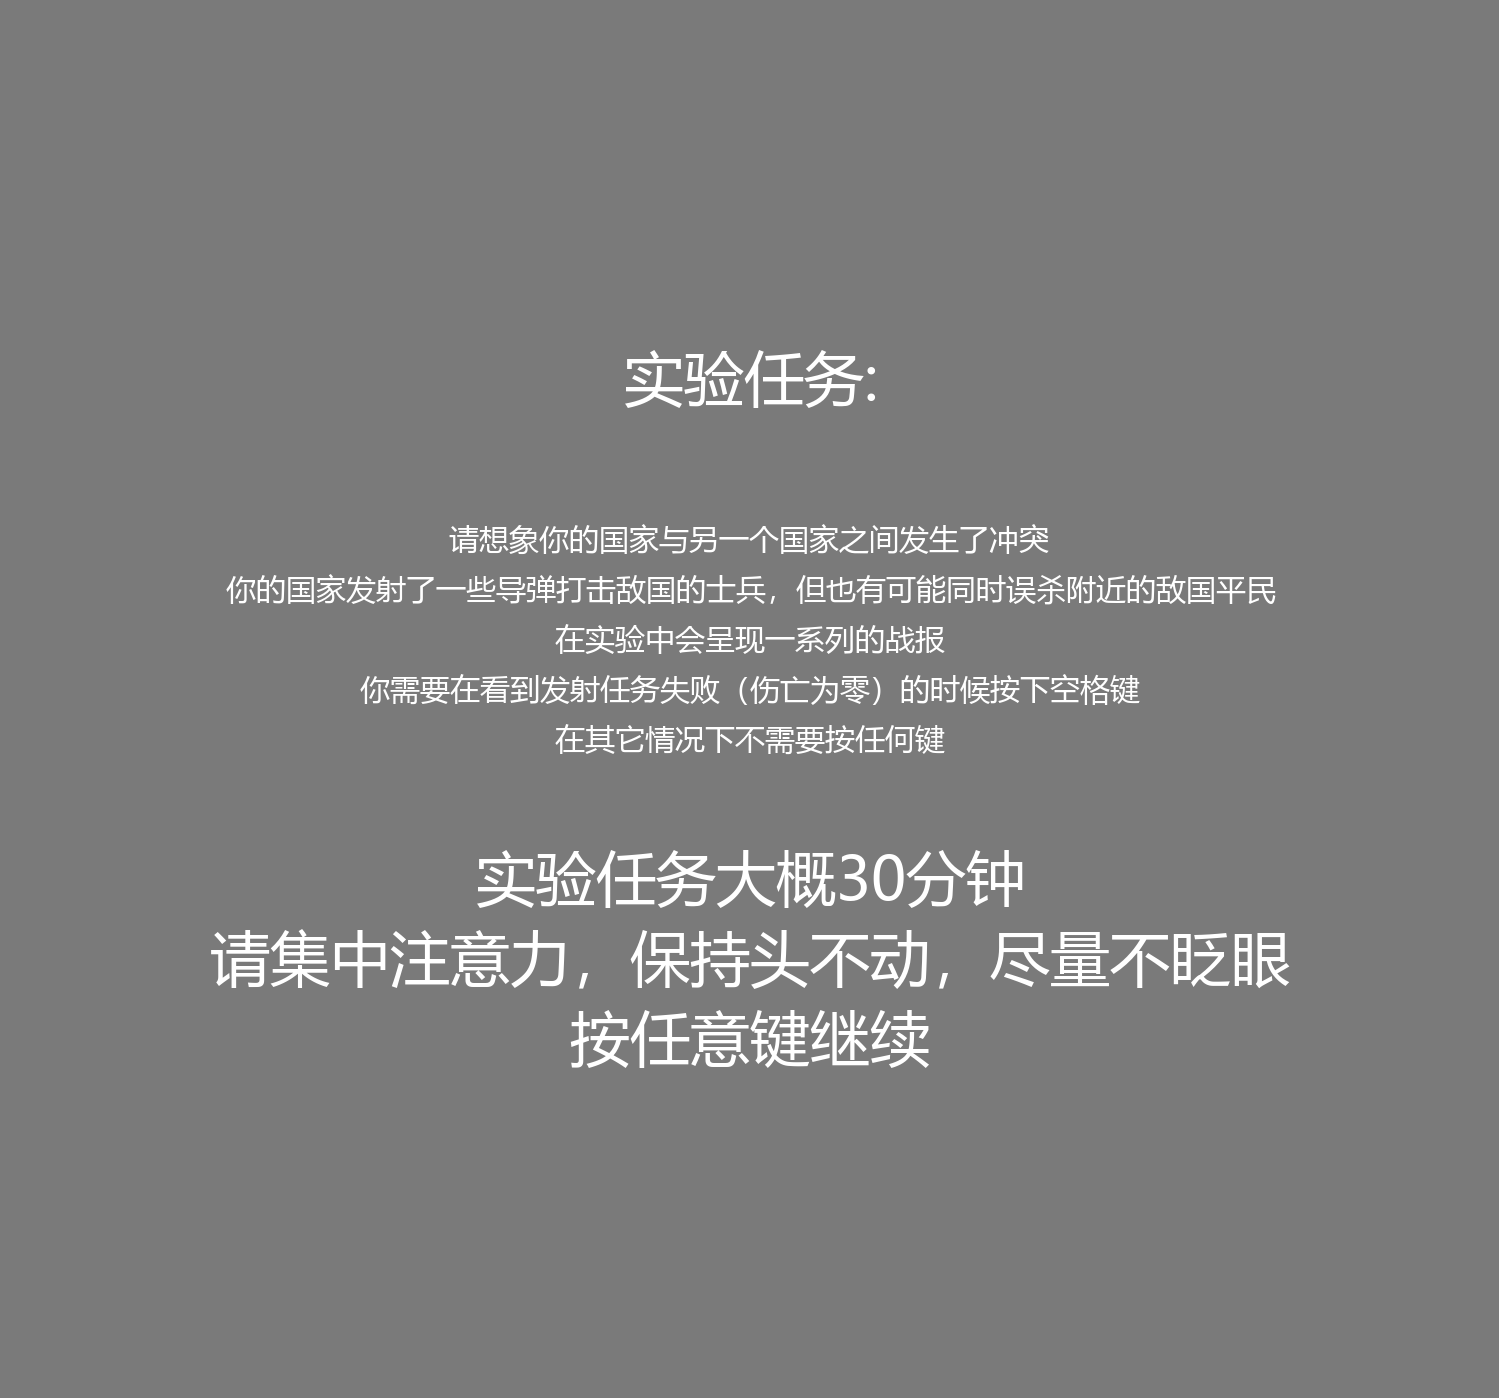 实验任务:
请想象你的国家与另一个国家之间发生了冲突
你的国家发射了一些导弹打击敌国的士兵，但也有可能同时误杀附近的敌国平民
在实验中会呈现一系列的战报
你需要在看到发射任务失败（伤亡为零）的时候按下空格键
在其它情况下不需要按任何键
实验任务大概30分钟
请集中注意力，保持头不动，尽量不眨眼
按任意键继续